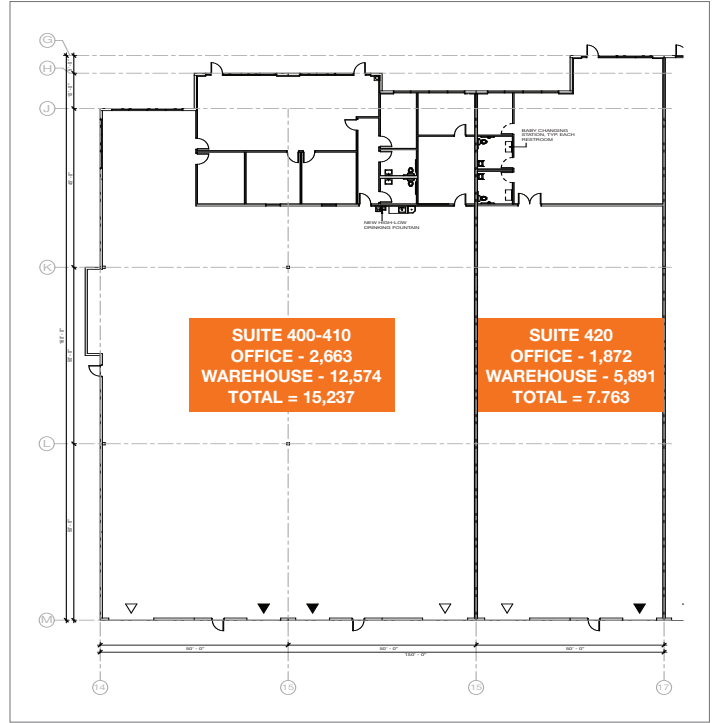 G
H
J
BABY CHANGING
STATION, TYP. EACH
RESTROOM
NEW HIGH-LOW
DRINKING FOUNTAIN
K
SUITE 400-410
OFFICE - 2,663
WAREHOUSE - 12,574
TOTAL = 15,237
SUITE 420
OFFICE - 1,872
WAREHOUSE - 5,891
TOTAL = 7.763
L
M
50' - 0"
50' - 0"
150' - 0"
14
15
15
17